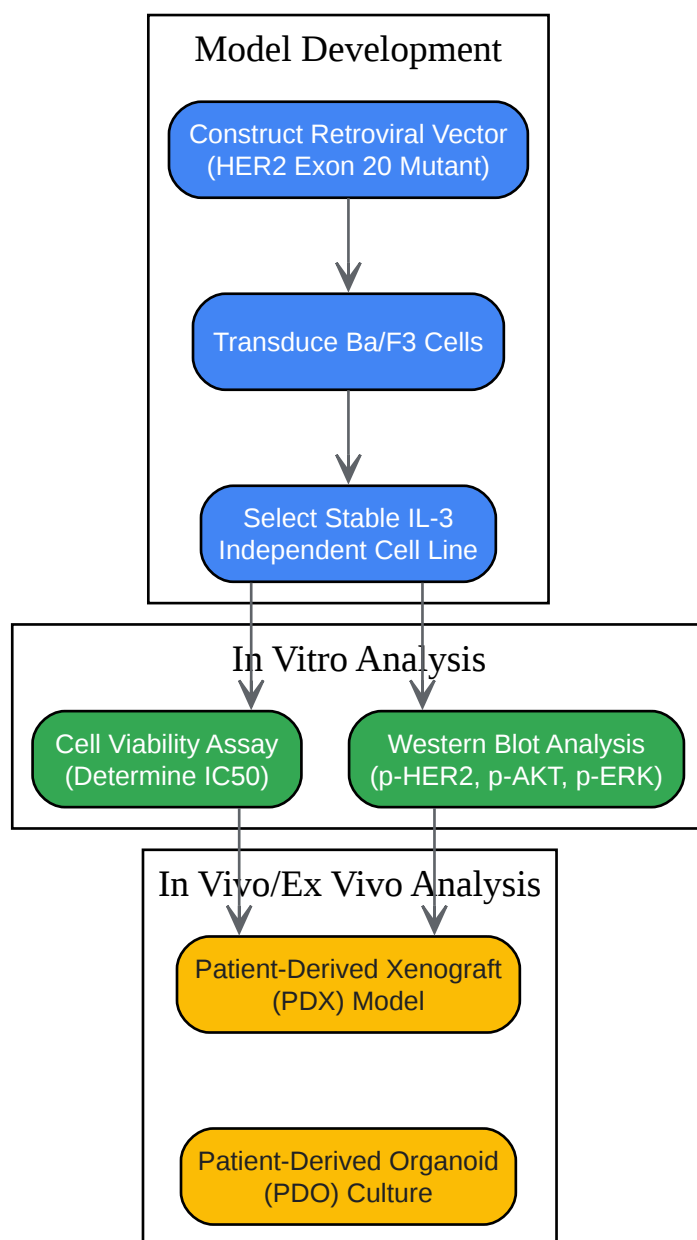 Model Development
Construct Retroviral Vector
(HER2 Exon 20 Mutant)
Transduce Ba/F3 Cells
Select Stable IL-3
Independent Cell Line
In Vitro Analysis
Cell Viability Assay
(Determine IC50)
Western Blot Analysis
(p-HER2, p-AKT, p-ERK)
In Vivo/Ex Vivo Analysis
Patient-Derived Xenograft
(PDX) Model
Patient-Derived Organoid
(PDO) Culture